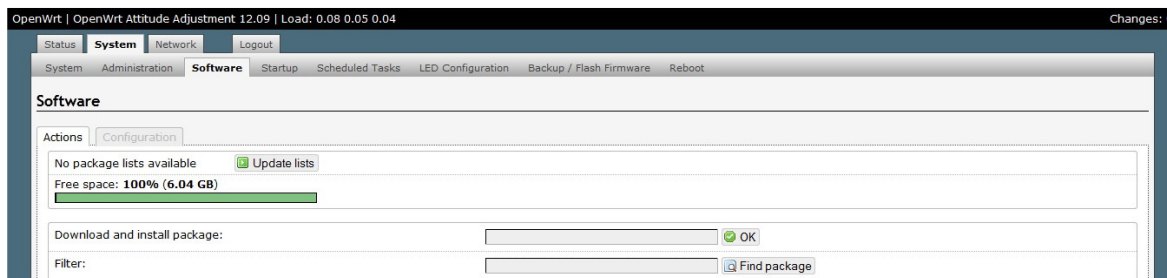 OpenWrt | OpenWrt Attitude Adjustment 12.09 | Load: 0.08 0.05 0.04 Changes:
Status System Network Logout
System Administration Software Startup Scheduled Tasks LED Configuration Backup / Flash Firmware Reboot
Software
Actions Configuration
No package lists available Update lists
Free space: 100% (6.04 GB)
Download and install package: OK
Filter: Find package